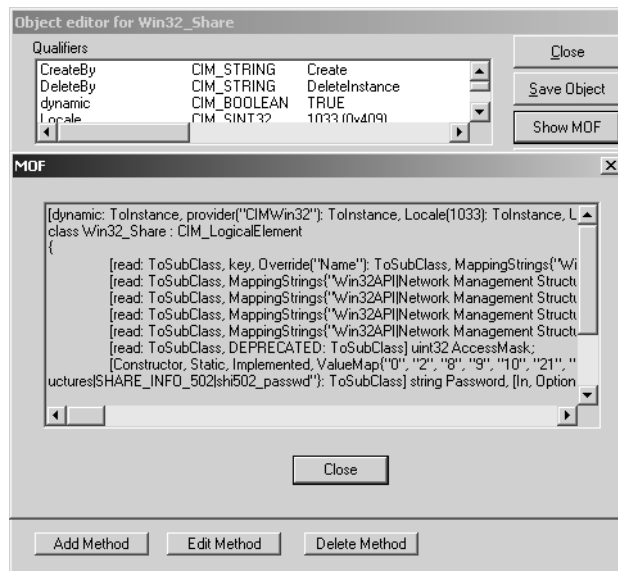 Object editor for Win32_Share
Qualifiers
CreateBy CIM_STRING Create
DeleteBy CIM_STRING DeleteInstance
dynamic CIM_BOOLEAN TRUE
Locale CIM_SINT32 1033 (0x409)
Close
Save Object
Show MOF
MOF
[dynamic: ToInstance, provider("CIMWin32"): ToInstance, Locale(1033): ToInstance, U
class Win32_Share : CIM_LogicalElement
{
[read: ToSubClass, key, Override("Name"): ToSubClass, MappingStrings{"Wi
[read: ToSubClass, MappingStrings{"Win32API|Network Management Structu
[read: ToSubClass, MappingStrings{"Win32API|Network Management Structu
[read: ToSubClass, MappingStrings{"Win32API|Network Management Structu
[read: ToSubClass, MappingStrings{"Win32API|Network Management Structu
[read: ToSubClass, DEPRECATED: ToSubClass] uint32 AccessMask;
[Constructor, Static, Implemented, ValueMap{"0", "2", "8", "9", "10", "21", "
uctures|SHARE_INFO_502|shi502_passwd"}: ToSubClass] string Password, [In, Option
Close
Add Method
Edit Method
Delete Method